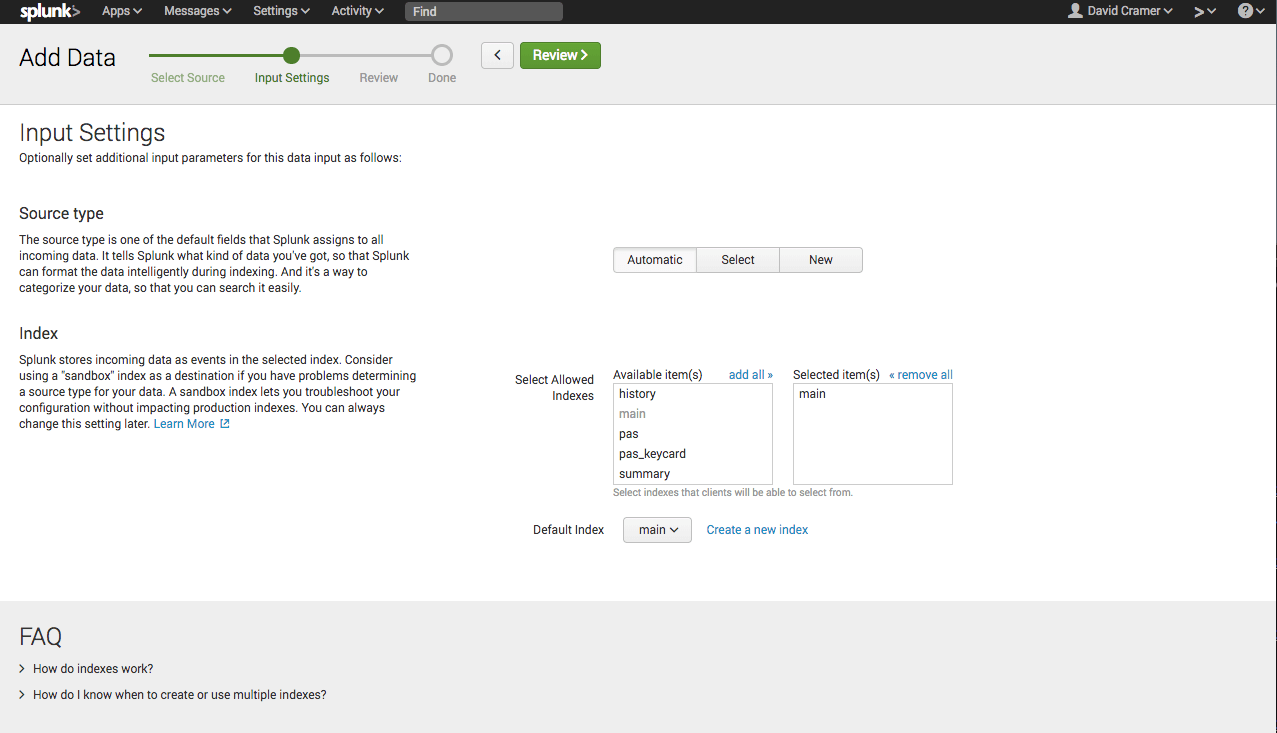 splunk> Apps Messages Settings Activity Find David Cramer > ?
Add Data
Select Source Input Settings Review Done
< Review >
Input Settings
Optionally set additional input parameters for this data input as follows:
Source type
The source type is one of the default fields that Splunk assigns to all
incoming data. It tells Splunk what kind of data you've got, so that Splunk
can format the data intelligently during indexing. And it's a way to
categorize your data, so that you can search it easily.
Automatic Select New
Index
Splunk stores incoming data as events in the selected index. Consider
using a "sandbox" index as a destination if you have problems determining
a source type for your data. A sandbox index lets you troubleshoot your
configuration without impacting production indexes. You can always
change this setting later. Learn More
Select Allowed
Indexes
Available item(s) add all »
history
main
pas
pas_keycard
summary
Selected item(s) « remove all
main
Select indexes that clients will be able to select from.
Default Index main Create a new index
FAQ
> How do indexes work?
> How do I know when to create or use multiple indexes?